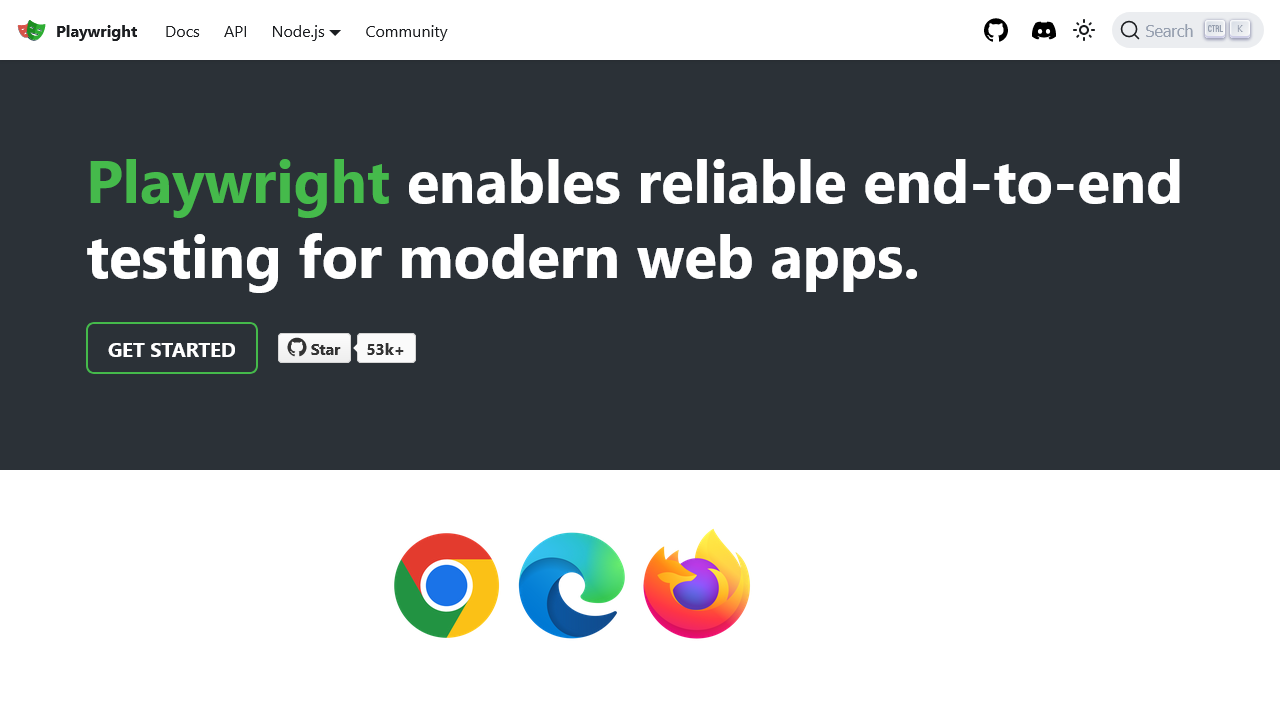 Playwright Docs API Node.js Community Search CTRL K
Playwright enables reliable end-to-end
testing for modern web apps.
GET STARTED Star 53k+